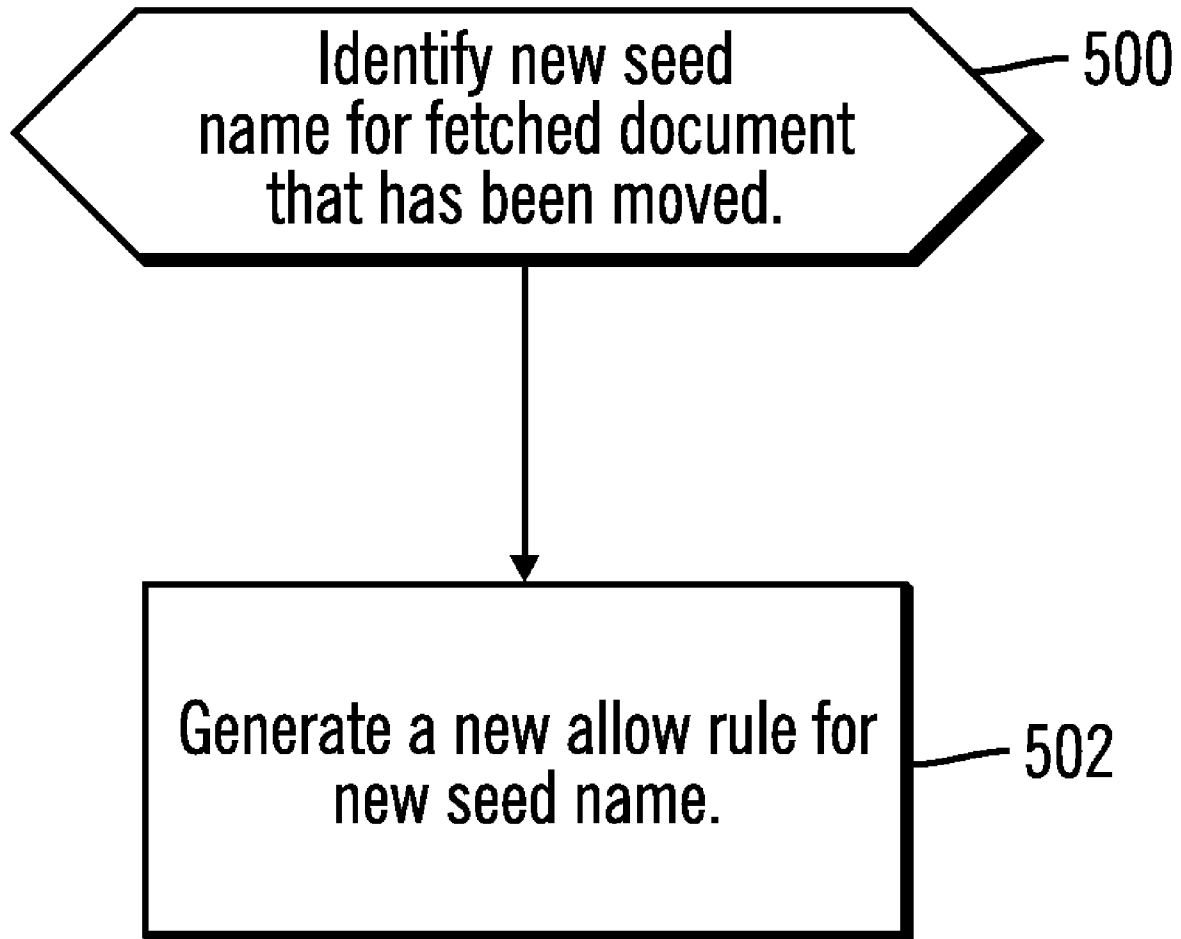 Identify new seed
name for fetched document
that has been moved.
500
Generate a new allow rule for
new seed name.
502